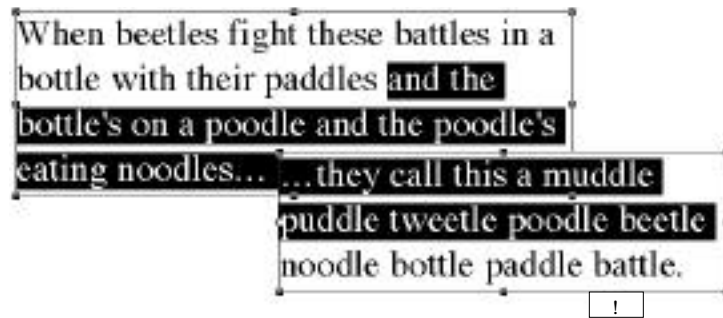 When beetles fight these battles in a
bottle with their paddles and the
bottle's on a poodle and the poodle's
eating noodles...
...they call this a muddle
puddle tweetle poodle beetle
noodle bottle paddle battle.
!